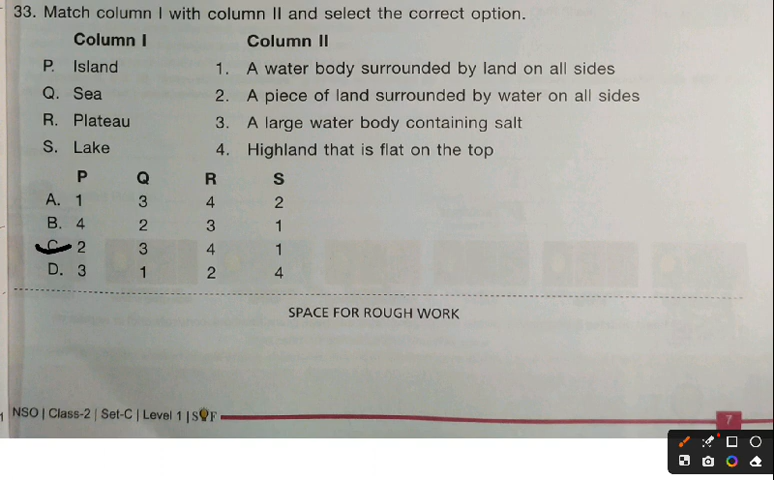 33. Match column I with column II and select the correct option.
Column I Column II
P. Island 1. A water body surrounded by land on all sides
Q. Sea 2. A piece of land surrounded by water on all sides
R. Plateau 3. A large water body containing salt
S. Lake 4. Highland that is flat on the top
P Q R S
A. 1 3 4 2
B. 4 2 3 1
C 2 3 4 1
D. 3 1 2 4
SPACE FOR ROUGH WORK
NSO | Class-2 | Set-C | Level 1 | SOF
7